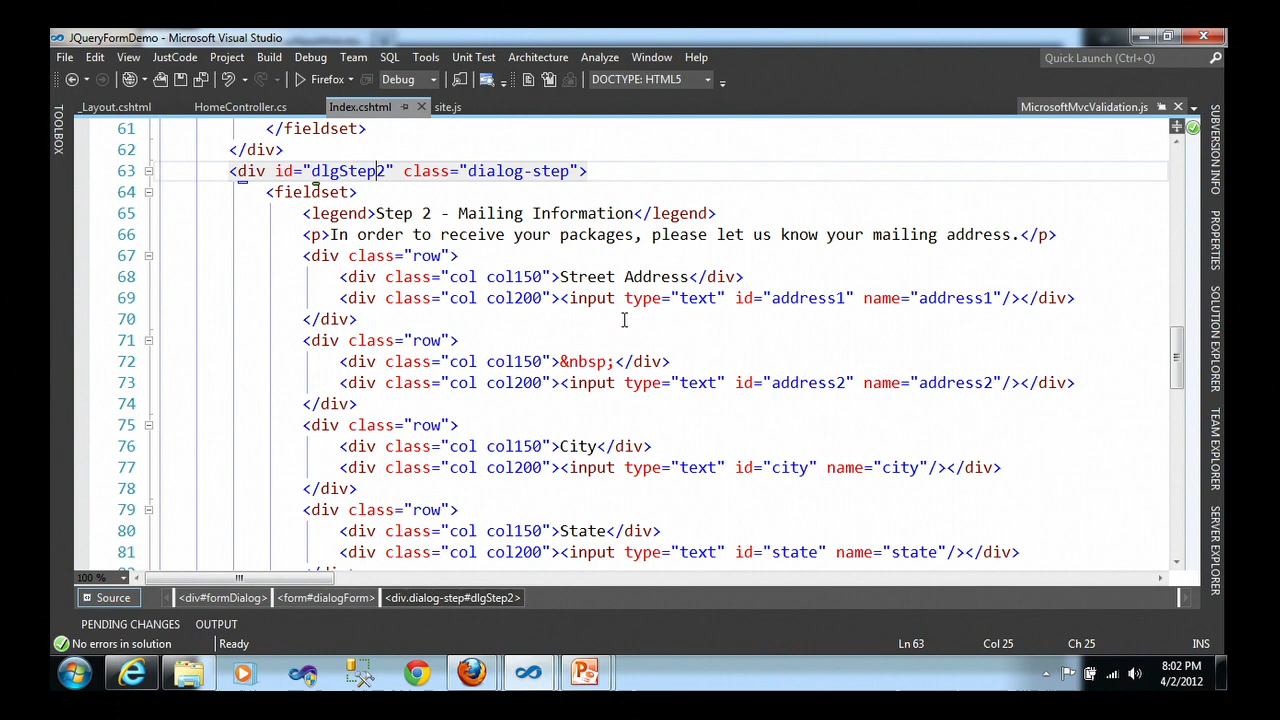 JQueryFormDemo - Microsoft Visual Studio
File Edit View JustCode Project Build Debug Team SQL Tools Unit Test Architecture Analyze Window Help
Quick Launch (Ctrl+Q)
Firefox Debug DOCTYPE: HTML5
_Layout.cshtml HomeController.cs Index.cshtml site.js MicrosoftMvcValidation.js
TOOLBOX
61 </fieldset>
62 </div>
63 <div id="dlgStep2" class="dialog-step">
64 <fieldset>
65 <legend>Step 2 - Mailing Information</legend>
66 <p>In order to receive your packages, please let us know your mailing address.</p>
67 <div class="row">
68 <div class="col col150">Street Address</div>
69 <div class="col col200"><input type="text" id="address1" name="address1"/></div>
70 </div>
71 <div class="row">
72 <div class="col col150">&nbsp;</div>
73 <div class="col col200"><input type="text" id="address2" name="address2"/></div>
74 </div>
75 <div class="row">
76 <div class="col col150">City</div>
77 <div class="col col200"><input type="text" id="city" name="city"/></div>
78 </div>
79 <div class="row">
80 <div class="col col150">State</div>
81 <div class="col col200"><input type="text" id="state" name="state"/></div>
SUBVERSION INFO
PROPERTIES
SOLUTION EXPLORER
TEAM EXPLORER
SERVER EXPLORER
100 %
Source <div#formDialog> <form#dialogForm> <div.dialog-step#dlgStep2>
PENDING CHANGES OUTPUT
No errors in solution Ready Ln 63 Col 25 Ch 25 INS
8:02 PM
4/2/2012